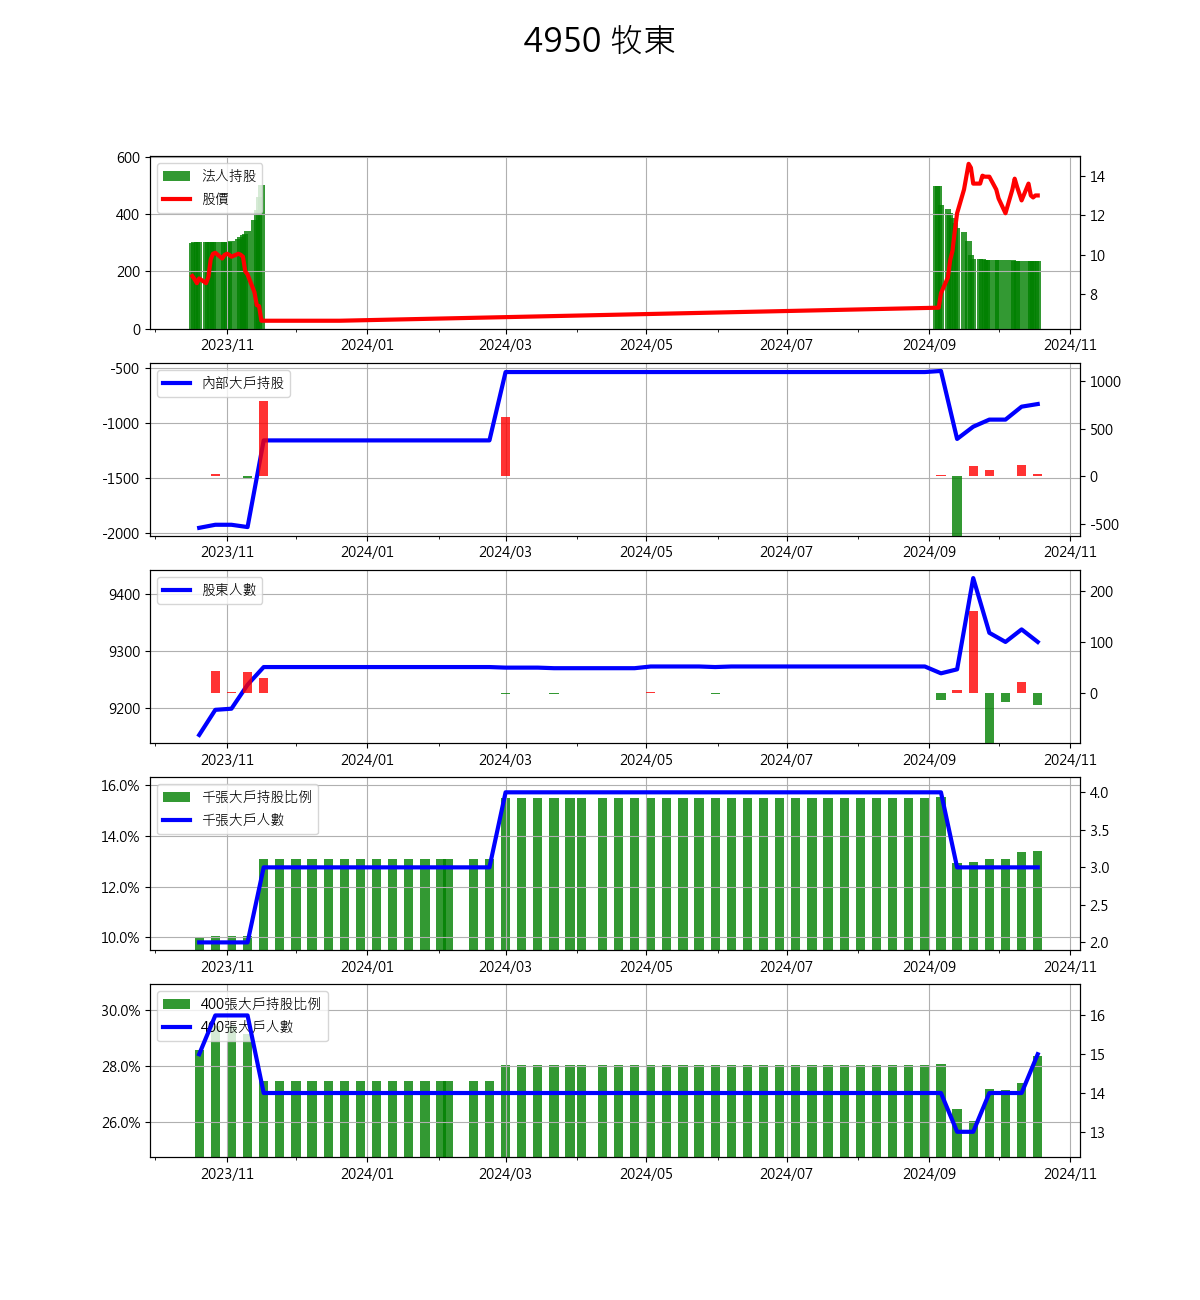 4950 牧東
600 法人持股 14
股價
400 12
200 10
0 8
2023/11 2024/01 2024/03 2024/05 2024/07 2024/09 2024/11
-500 內部大戶持股 1000
-1000 500
-1500 0
-2000 -500
2023/11 2024/01 2024/03 2024/05 2024/07 2024/09 2024/11
9400 股東人數 200
9300 100
9200 0
2023/11 2024/01 2024/03 2024/05 2024/07 2024/09 2024/11
16.0% 千張大戶持股比例 4.0
千張大戶人數 3.5
14.0% 3.0
12.0% 2.5
10.0% 2.0
2023/11 2024/01 2024/03 2024/05 2024/07 2024/09 2024/11
30.0% 400張大戶持股比例 16
400張大戶人數 15
28.0% 14
26.0% 13
2023/11 2024/01 2024/03 2024/05 2024/07 2024/09 2024/11